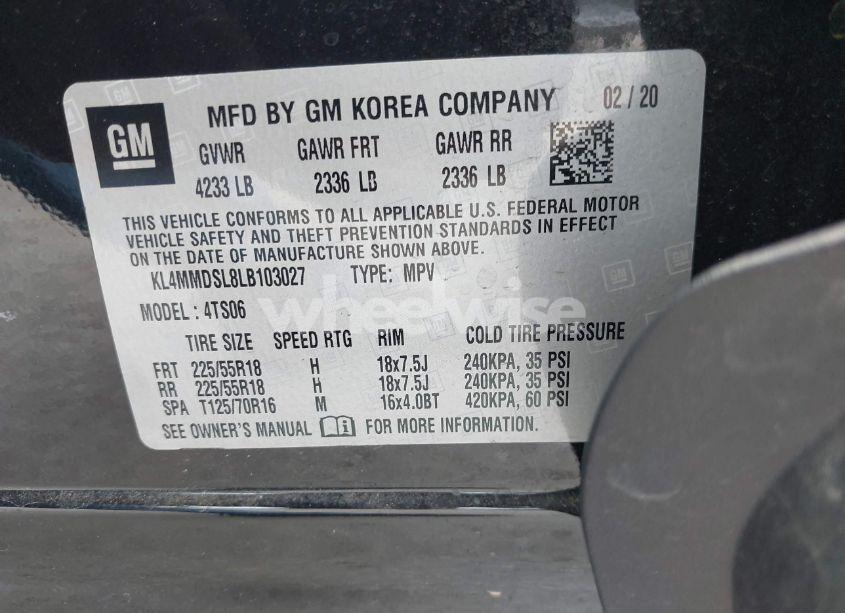 GM
MFD BY GM KOREA COMPANY 02 / 20
GVWR GAWR FRT GAWR RR
4233 LB 2336 LB 2336 LB
THIS VEHICLE CONFORMS TO ALL APPLICABLE U.S. FEDERAL MOTOR
VEHICLE SAFETY AND THEFT PREVENTION STANDARDS IN EFFECT
ON THE DATE OF MANUFACTURE SHOWN ABOVE.
KL4MMDSL8LB103027 TYPE: MPV
wheelwise
MODEL : 4TS06
TIRE SIZE SPEED RTG RIM COLD TIRE PRESSURE
FRT 225/55R18 H 18x7.5J 240KPA, 35 PSI
RR 225/55R18 H 18x7.5J 240KPA, 35 PSI
SPA T125/70R16 M 16x4.0BT 420KPA, 60 PSI
SEE OWNER'S MANUAL FOR MORE INFORMATION.